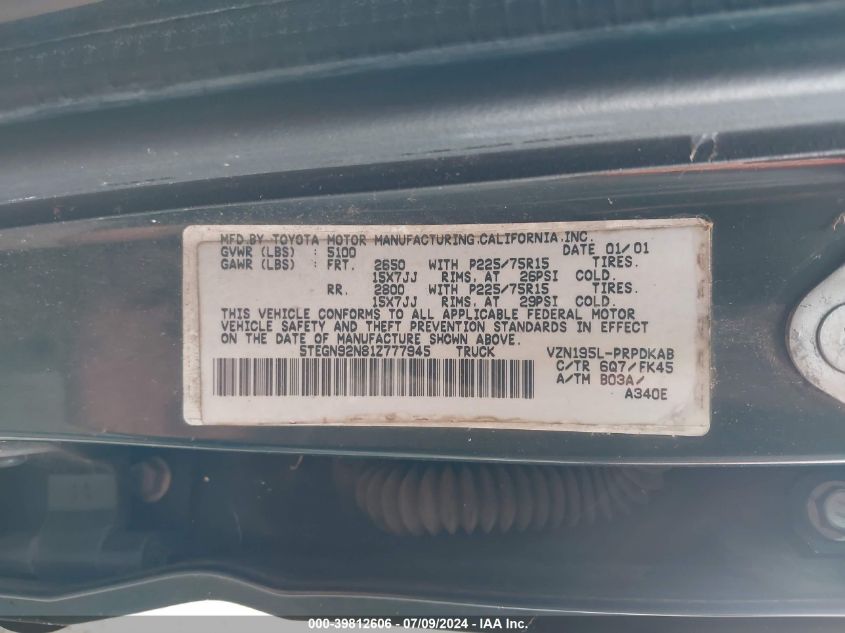 MFD.BY TOYOTA MOTOR MANUFACTURING.CALIFORNIA.INC.
GVWR (LBS) : 5100 DATE 01/01
GAWR (LBS) : FRT. 2650 WITH P225/75R15 TIRES.
15X7JJ RIMS. AT 26PSI COLD.
RR. 2800 WITH P225/75R15 TIRES.
15X7JJ RIMS. AT 29PSI COLD.
THIS VEHICLE CONFORMS TO ALL APPLICABLE FEDERAL MOTOR
VEHICLE SAFETY AND THEFT PREVENTION STANDARDS IN EFFECT
ON THE DATE OF MANUFACTURE SHOWN ABOVE.
5TEGN92N81Z777945 TRUCK VZN195L-PRPDKAB
C/TR 6Q7/FK45
A/TM B03A/
A340E
000-39812606 - 07/09/2024 - IAA Inc.